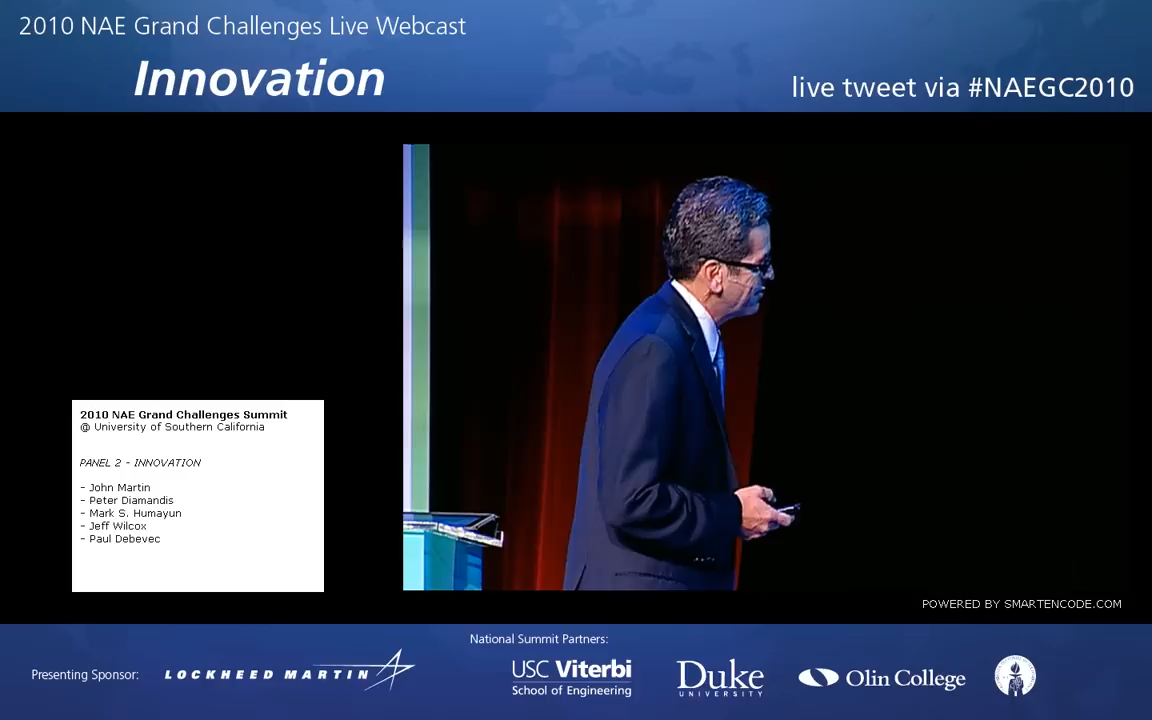 2010 NAE Grand Challenges Live Webcast
Innovation
live tweet via #NAEGC2010
2010 NAE Grand Challenges Summit
@ University of Southern California
PANEL 2 - INNOVATION
- John Martin
- Peter Diamandis
- Mark S. Humayun
- Jeff Wilcox
- Paul Debevec
POWERED BY SMARTENCODE.COM
National Summit Partners:
Presenting Sponsor:
LOCKHEED MARTIN
USC Viterbi
School of Engineering
Duke
UNIVERSITY
Olin College